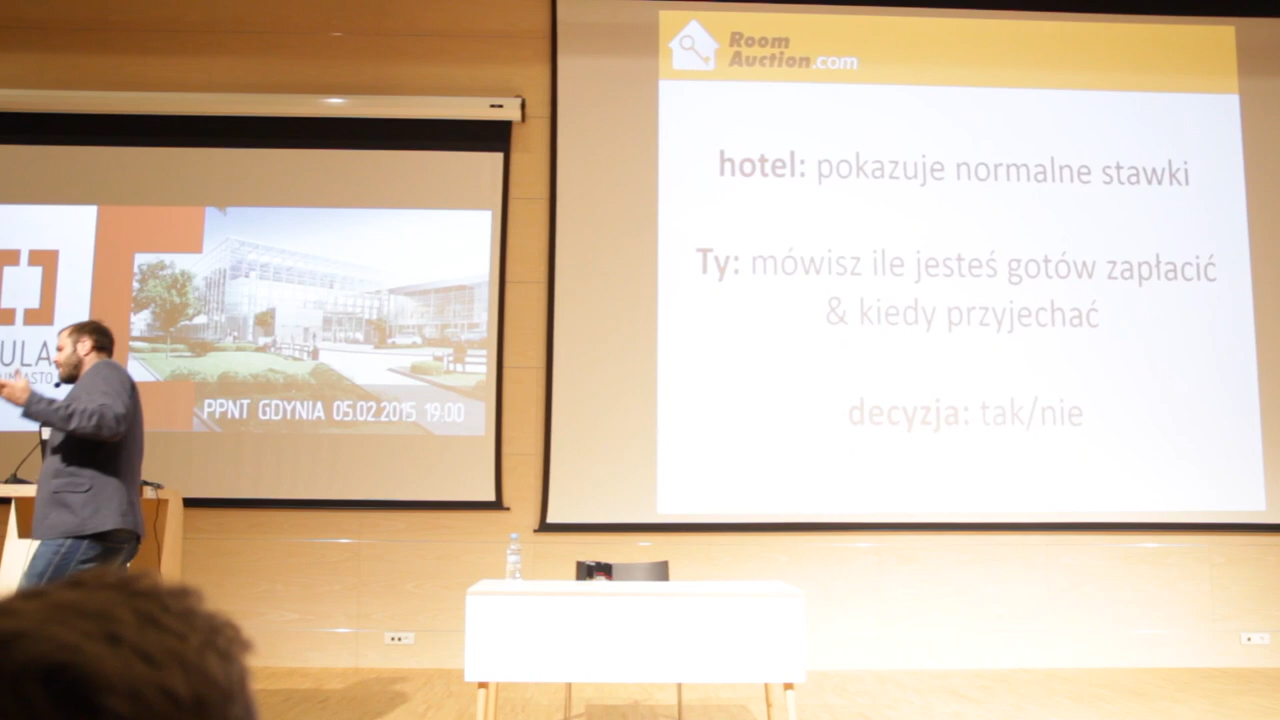 Room
Auction.com
hotel: pokazuje normalne stawki
Ty: mówisz ile jesteś gotów zapłacić
& kiedy przyjechać
decyzja: tak/nie
ULA
MIASTO
PPNT GDYNIA 05.02.2015 19:00